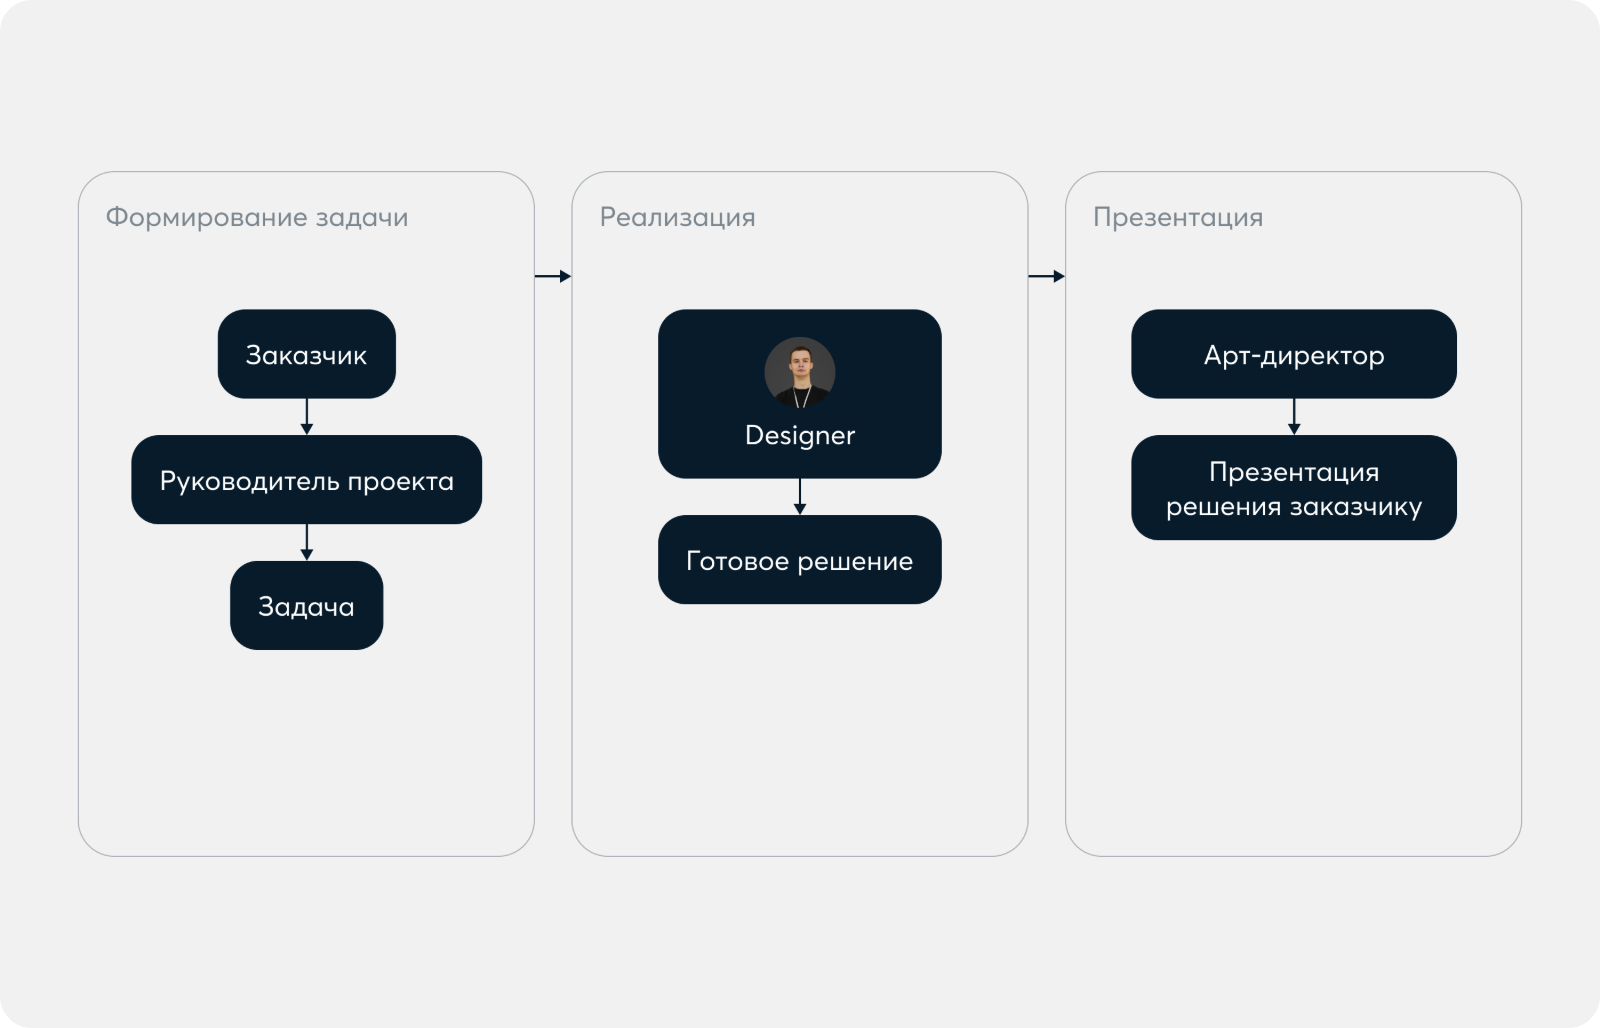 Формирование задачи
Заказчик
Руководитель проекта
Задача
Реализация
Designer
Готовое решение
Презентация
Арт-директор
Презентация
решения заказчику